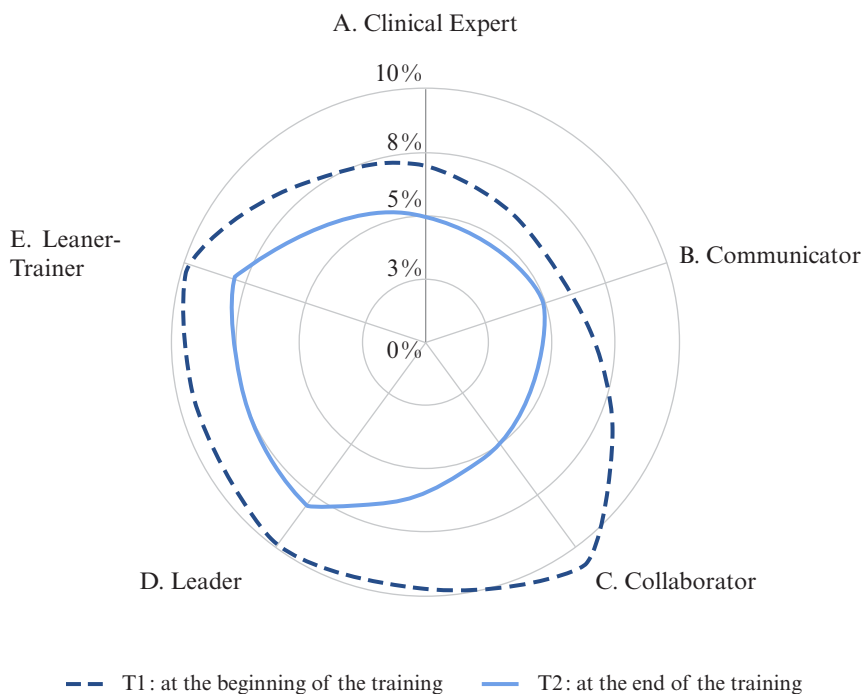 A. Clinical Expert
10%
8%
5%
3%
0%
B. Communicator
C. Collaborator
D. Leader
E. Leaner-
Trainer
T1: at the beginning of the training
T2: at the end of the training